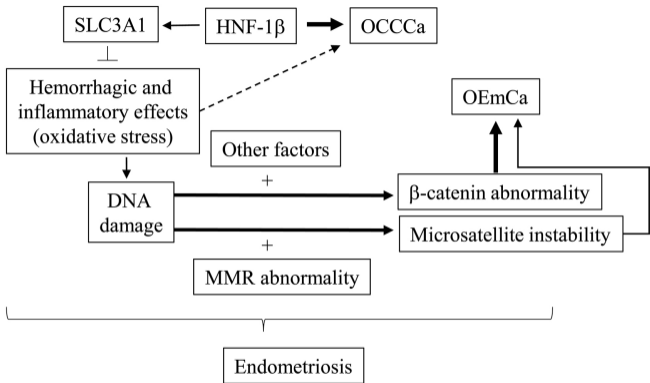 SLC3A1
HNF-1β
OCCCa
Hemorrhagic and
inflammatory effects
(oxidative stress)
OEmCa
Other factors
+
DNA
damage
β-catenin abnormality
Microsatellite instability
+
MMR abnormality
Endometriosis